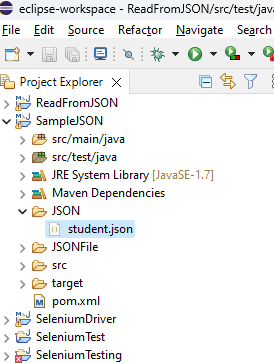 eclipse-workspace - ReadFromJSON/src/test/java
File Edit Source Refactor Navigate Search
Project Explorer
ReadFromJSON
SampleJSON
src/main/java
src/test/java
JRE System Library [JavaSE-1.7]
Maven Dependencies
JSON
student.json
JSONFile
src
target
pom.xml
SeleniumDriver
SeleniumTest
SeleniumTesting